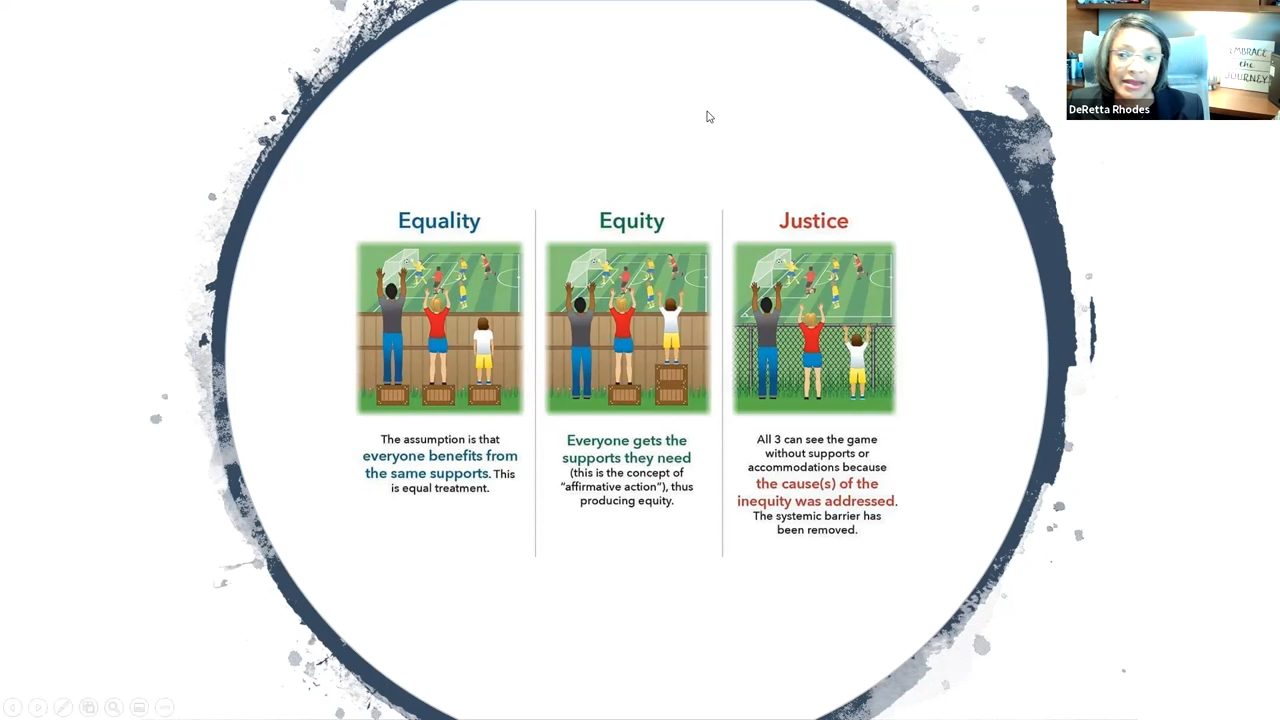 EMBRACE
the
JOURNEY
DeRetta Rhodes
Equality
Equity
Justice
The assumption is that
everyone benefits from
the same supports. This
is equal treatment.
Everyone gets the
supports they need
(this is the concept of
“affirmative action”), thus
producing equity.
All 3 can see the game
without supports or
accommodations because
the cause(s) of the
inequity was addressed.
The systemic barrier has
been removed.